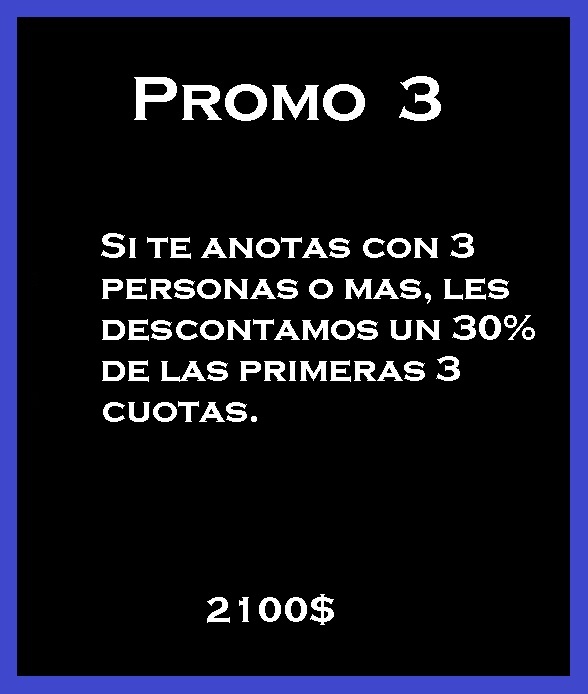 Promo 3
Si te anotas con 3
personas o mas, les
descontamos un 30%
de las primeras 3
cuotas.
2100$